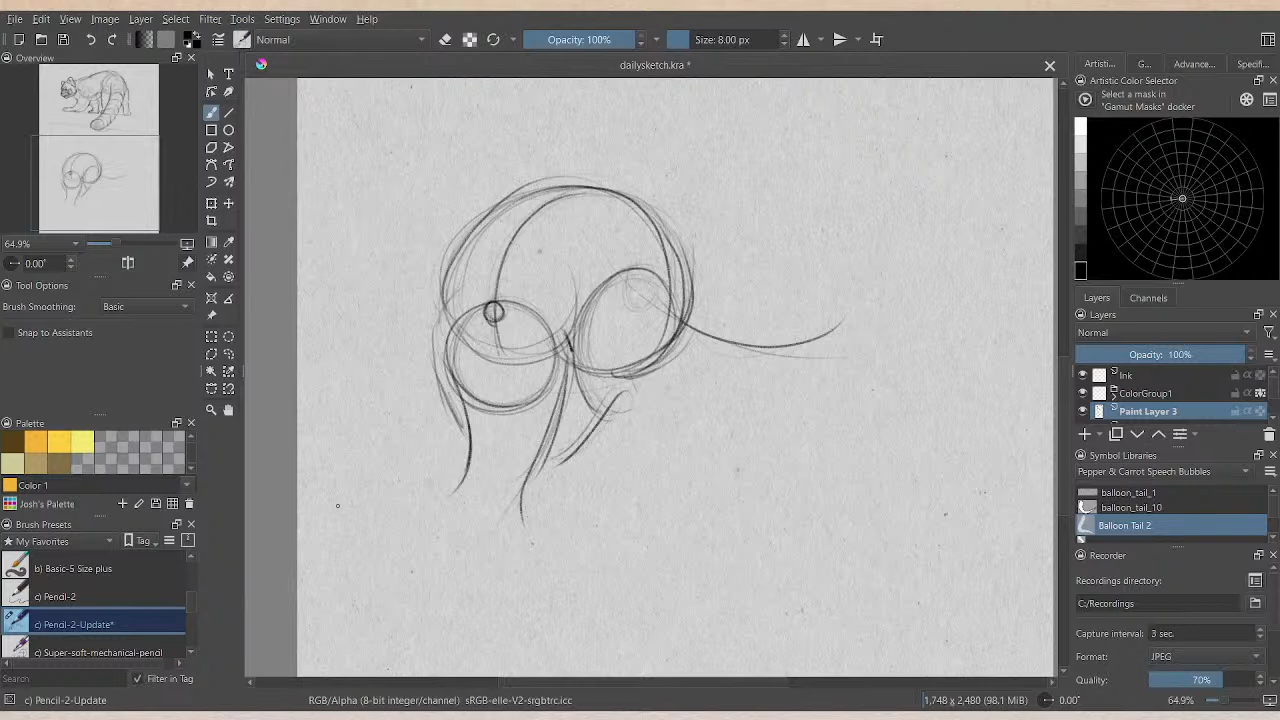 File Edit View Image Layer Select Filter Tools Settings Window Help
Normal Opacity: 100% Size: 8.00 px
Overview
dailysketch.kra *
Artisti... G... Advance... Specifi...
Artistic Color Selector
Select a mask in
"Gamut Masks" docker
64.9%
0.00°
Tool Options
Brush Smoothing: Basic
Snap to Assistants
Palette
Color 1
Josh's Palette
Brush Presets
My Favorites Tag
b) Basic-5 Size plus
c) Pencil-2
c) Pencil-2-Update*
c) Super-soft-mechanical-pencil
Search Filter in Tag
Layers Channels
Layers
Normal
Opacity: 100%
Ink
ColorGroup1
Paint Layer 3
Symbol Libraries
Pepper & Carrot Speech Bubbles
balloon_tail_1
balloon_tail_10
Balloon Tail 2
Recorder
Recordings directory:
C:/Recordings
Capture interval: 3 sec.
Format: JPEG
Quality: 70%
c) Pencil-2-Update RGB/Alpha (8-bit integer/channel) sRGB-elle-V2-srgbtrc.icc 1,748 x 2,480 (98.1 MiB) 0.00° 64.9%